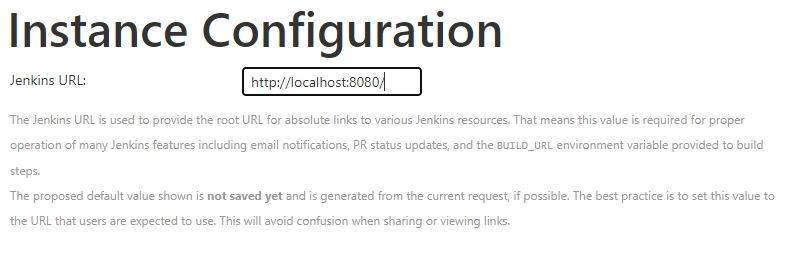 Instance Configuration
Jenkins URL: http://localhost:8080/
The Jenkins URL is used to provide the root URL for absolute links to various Jenkins resources. That means this value is required for proper
operation of many Jenkins features including email notifications, PR status updates, and the BUILD_URL environment variable provided to build
steps.
The proposed default value shown is not saved yet and is generated from the current request, if possible. The best practice is to set this value to
the URL that users are expected to use. This will avoid confusion when sharing or viewing links.